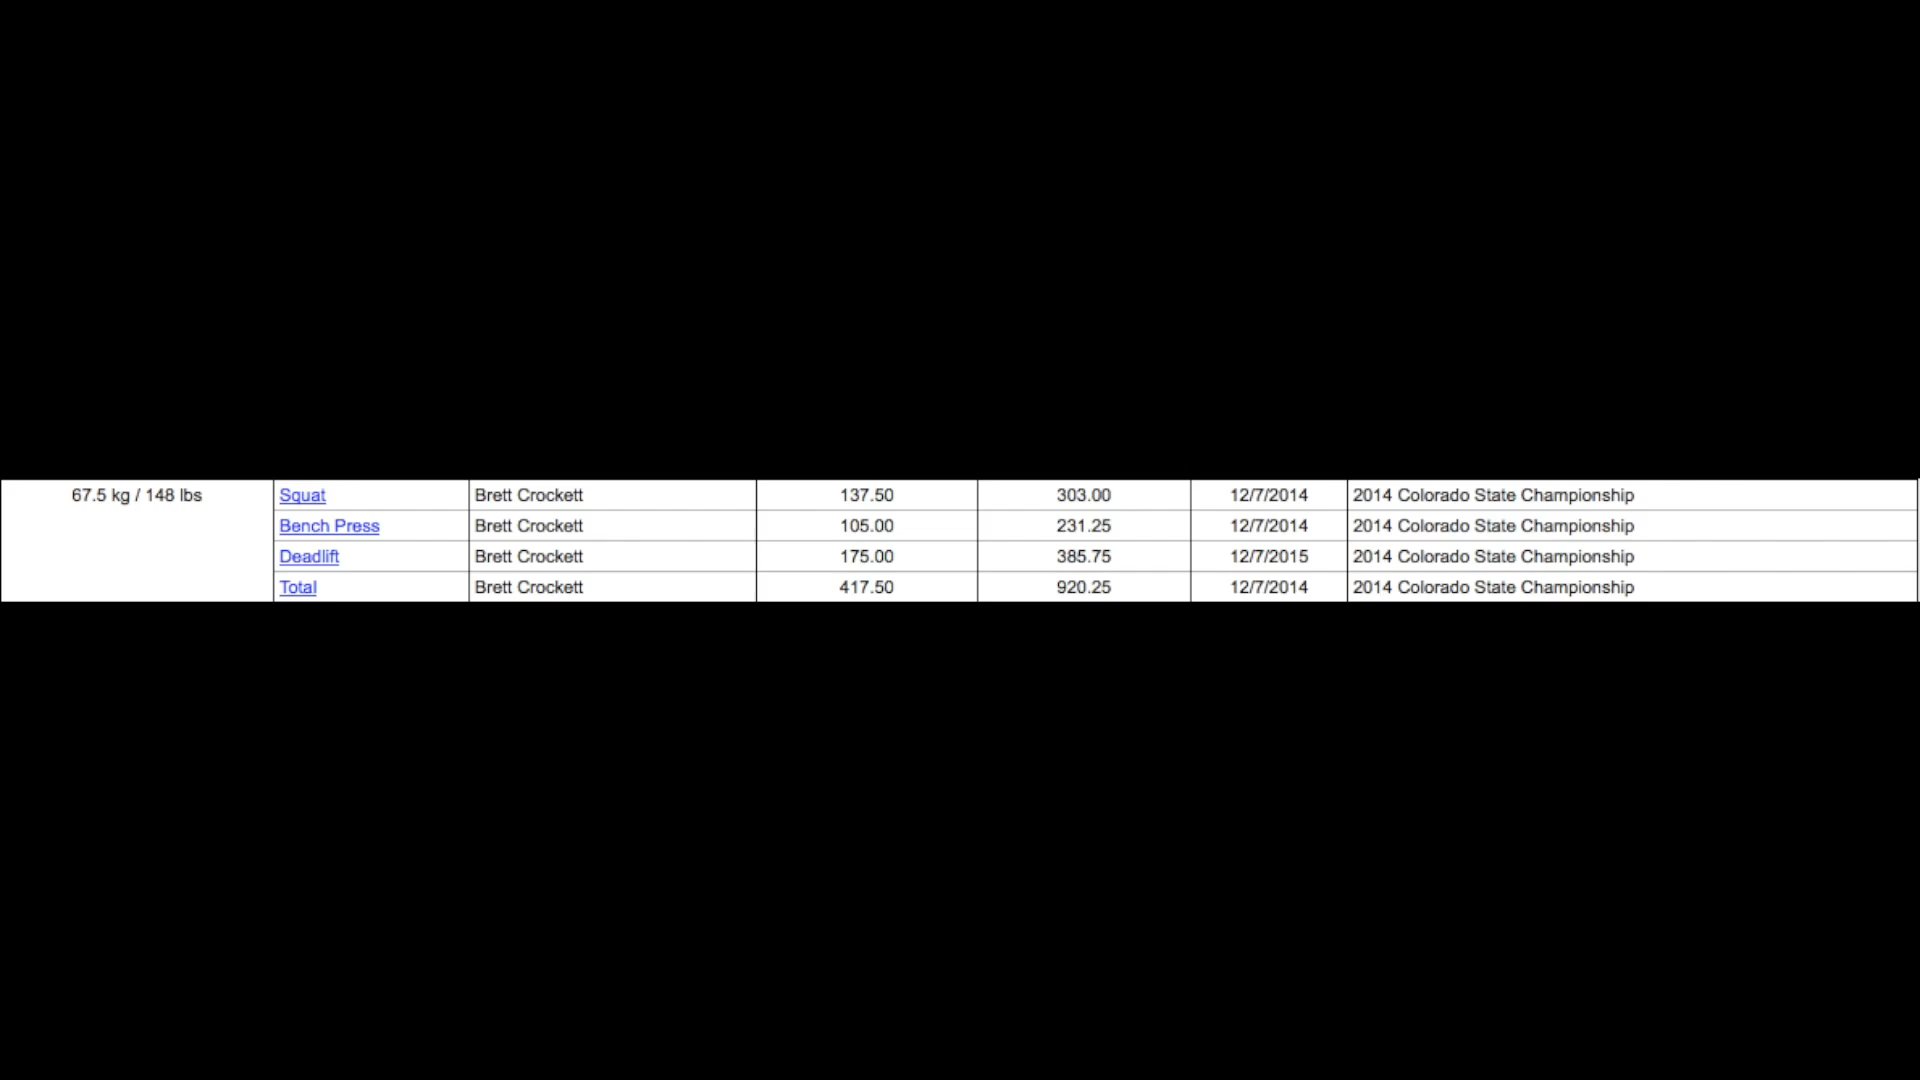 67.5 kg / 148 lbs Squat Brett Crockett 137.50 303.00 12/7/2014 2014 Colorado State Championship
Bench Press Brett Crockett 105.00 231.25 12/7/2014 2014 Colorado State Championship
Deadlift Brett Crockett 175.00 385.75 12/7/2015 2014 Colorado State Championship
Total Brett Crockett 417.50 920.25 12/7/2014 2014 Colorado State Championship